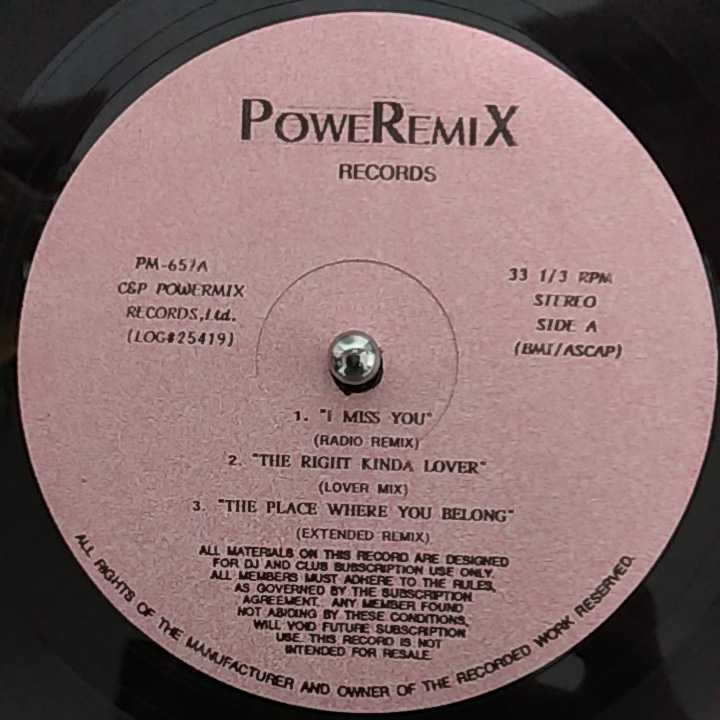 POWEREMIX
RECORDS
PM-657A
C&P POWERMIX
RECORDS,Ltd.
(LOG#25419)
33 1/3 RPM
STEREO
SIDE A
(BMI/ASCAP)
1. "I MISS YOU"
(RADIO REMIX)
2. "THE RIGHT KINDA LOVER"
(LOVER MIX)
3. "THE PLACE WHERE YOU BELONG"
(EXTENDED REMIX)
ALL MATERIALS ON THIS RECORD ARE DESIGNED
FOR DJ AND CLUB SUBSCRIPTION USE ONLY.
ALL MEMBERS MUST ADHERE TO THE RULES,
AS GOVERNED BY THE SUBSCRIPTION
AGREEMENT. ANY MEMBER FOUND
NOT ABIDING BY THESE CONDITIONS,
WILL VOID FUTURE SUBSCRIPTION
USE. THIS RECORD IS NOT
INTENDED FOR RESALE.
ALL RIGHTS OF THE MANUFACTURER AND OWNER OF THE RECORDED WORK RESERVED.